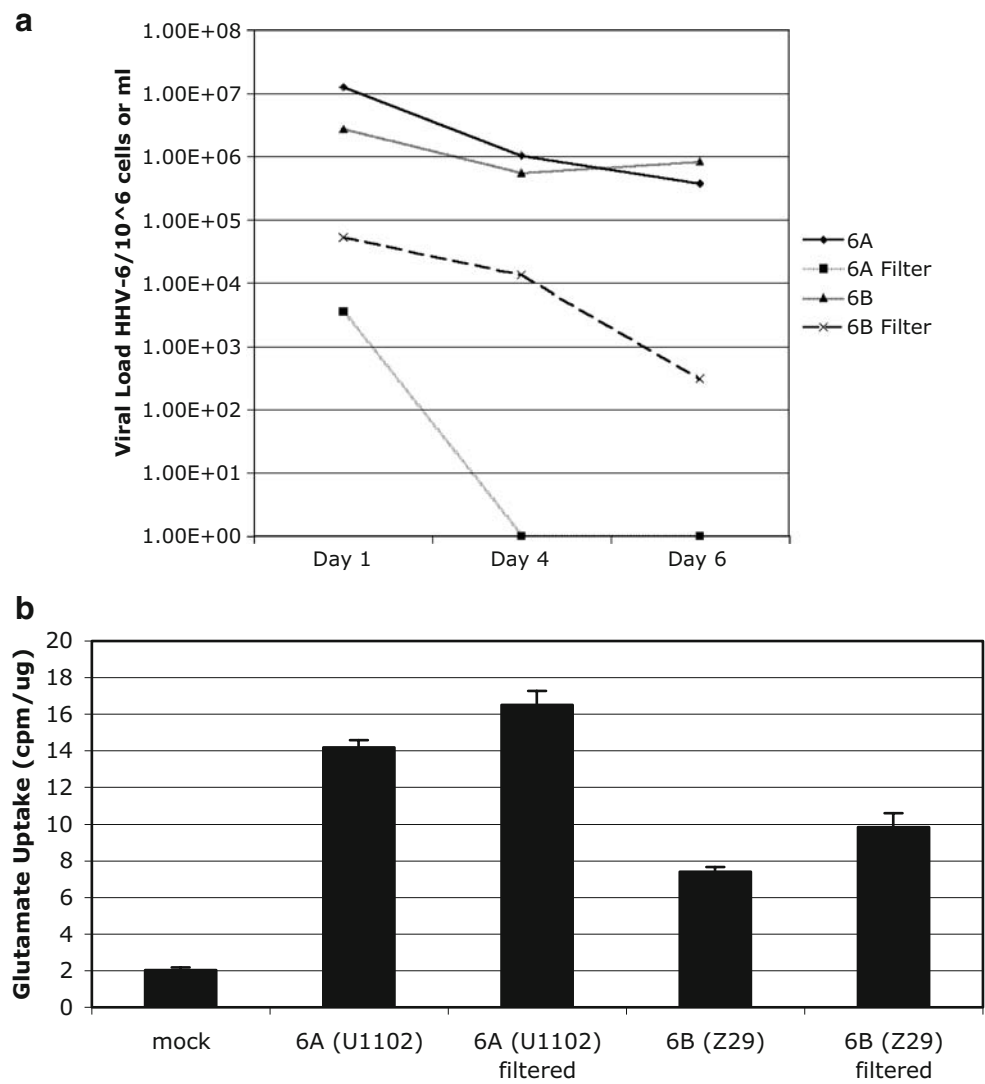 a
Viral Load HHV-6/10^6 cells or ml
1.00E+08
1.00E+07
1.00E+06
1.00E+05
1.00E+04
1.00E+03
1.00E+02
1.00E+01
1.00E+00
Day 1
Day 4
Day 6
6A
6A Filter
6B
6B Filter
b
Glutamate Uptake (cpm/ug)
20
18
16
14
12
10
8
6
4
2
0
mock
6A (U1102)
6A (U1102)
filtered
6B (Z29)
6B (Z29)
filtered